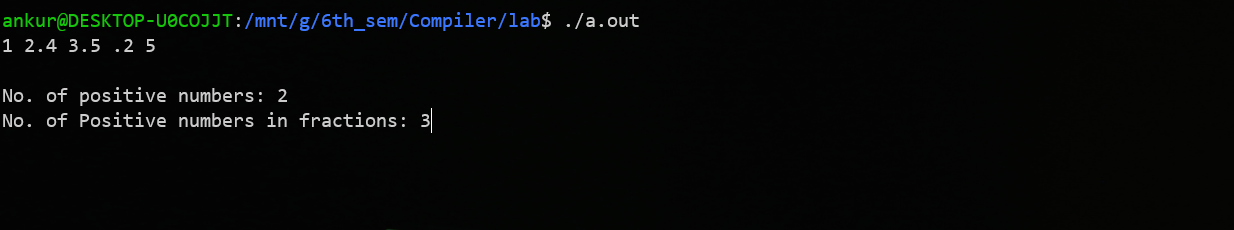 ankur@DESKTOP-U0COJJT:/mnt/g/6th_sem/Compiler/lab$ ./a.out
1 2.4 3.5 .2 5
No. of positive numbers: 2
No. of Positive numbers in fractions: 3